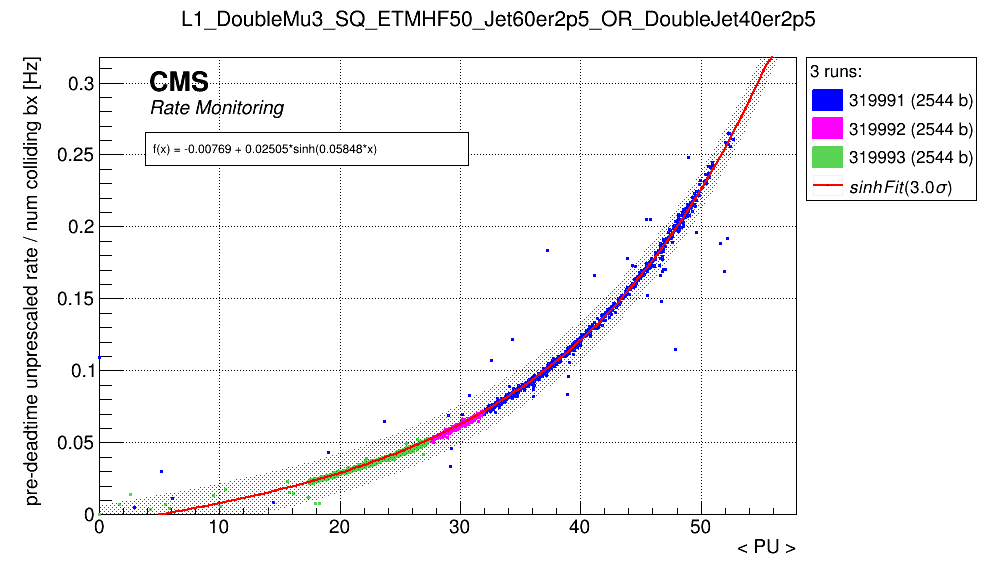 L1_DoubleMu3_SQ_ETMHF50_Jet60er2p5_OR_DoubleJet40er2p5
pre-deadtime unprescaled rate / num colliding bx [Hz]
0.3
0.25
0.2
0.15
0.1
0.05
0
CMS
Rate Monitoring
f(x) = -0.00769 + 0.02505*sinh(0.05848*x)
3 runs:
319991 (2544 b)
319992 (2544 b)
319993 (2544 b)
sinhFit(3.0σ)
0 10 20 30 40 50
< PU >